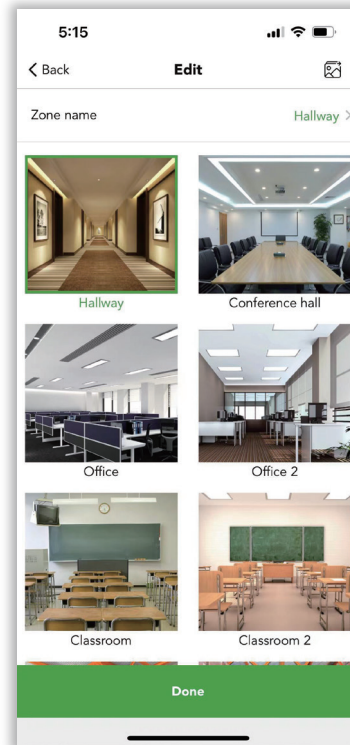 5:15
Back Edit
Zone name Hallway
Hallway Conference hall
Office Office 2
Classroom Classroom 2
Done